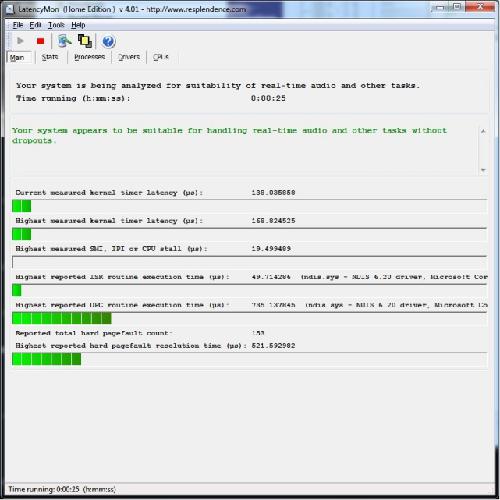 LatencyMon (Home Edition) v 4.01 - http://www.resplendence.com
File Edit Tools Help
Main Stats Processes Drivers CPUs
Your system is being analyzed for suitability of real-time audio and other tasks.
Time running (h:mm:ss): 0:00:25
Your system appears to be suitable for handling real-time audio and other tasks without
dropouts.
Current measured kernel timer latency (µs): 138.035858
Highest measured kernel timer latency (µs): 168.824525
Highest measured SMI, IPI or CPU stall (µs): 19.499489
Highest reported ISR routine execution time (µs): 49.714284 (ndis.sys - NDIS 6.20 driver, Microsoft Cor
Highest reported DPC routine execution time (µs): (ndis.sys - NDIS 6.20 driver, Microsoft
Reported total hard pagefault count: 153
Highest reported hard pagefault resolution time (µs): 521.592982
Time running: 0:00:25 (h:mm:ss)